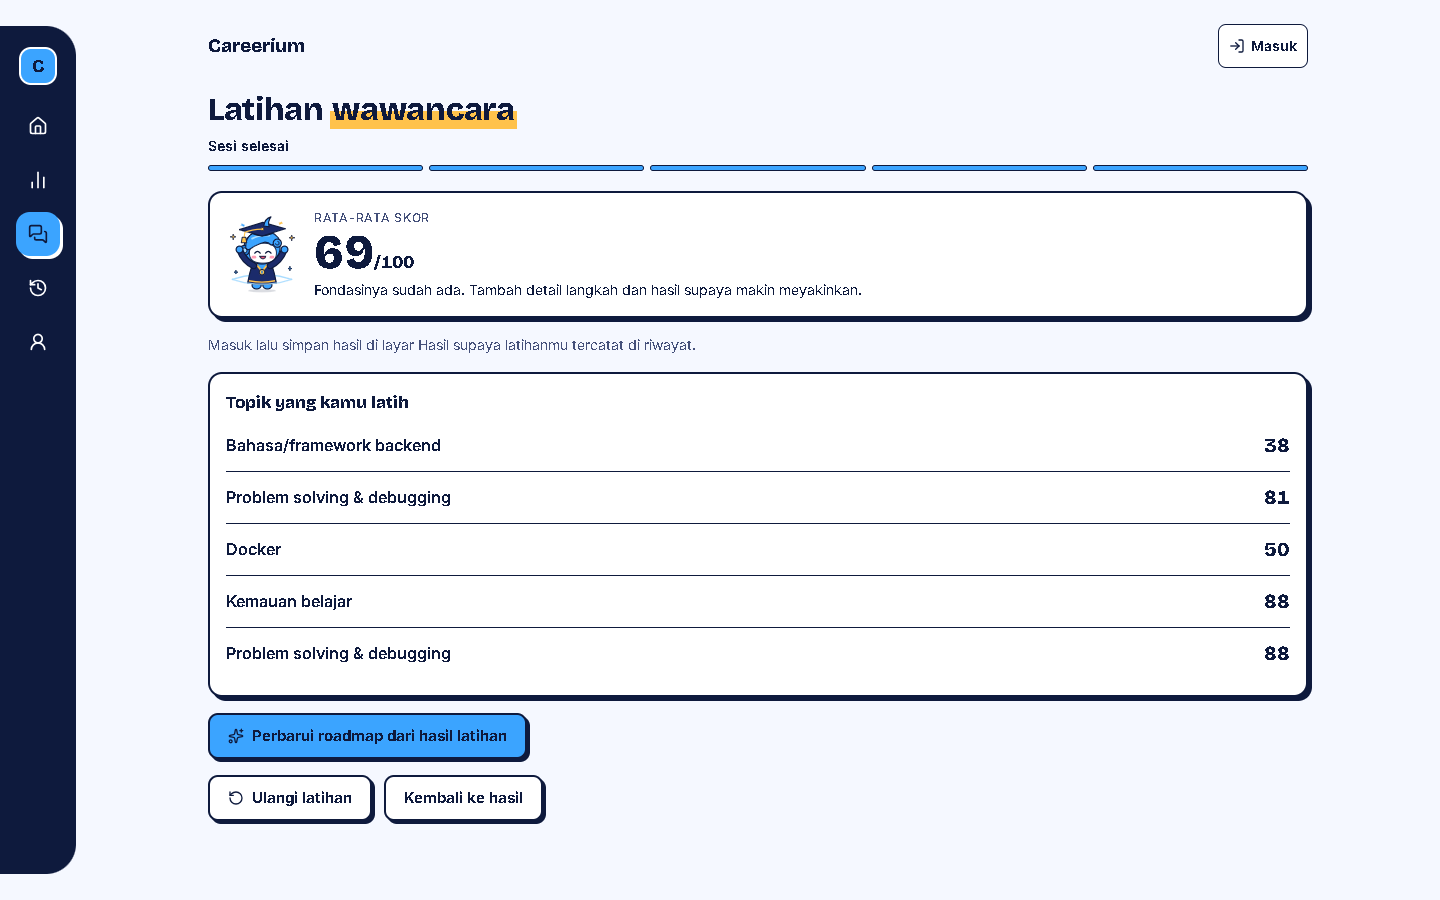 C
Careerium
Masuk
Latihan wawancara
Sesi selesai
RATA-RATA SKOR
69/100
Fondasinya sudah ada. Tambah detail langkah dan hasil supaya makin meyakinkan.
Masuk lalu simpan hasil di layar Hasil supaya latihanmu tercatat di riwayat.
Topik yang kamu latih
Bahasa/framework backend 38
Problem solving & debugging 81
Docker 50
Kemauan belajar 88
Problem solving & debugging 88
Perbarui roadmap dari hasil latihan
Ulangi latihan
Kembali ke hasil